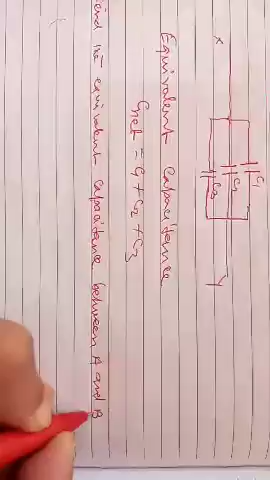 X
C1
C2
C3
Y
Equivalent capacitance
Cnet = C1 + C2 + C3
Find the equivalent capacitance between A and B